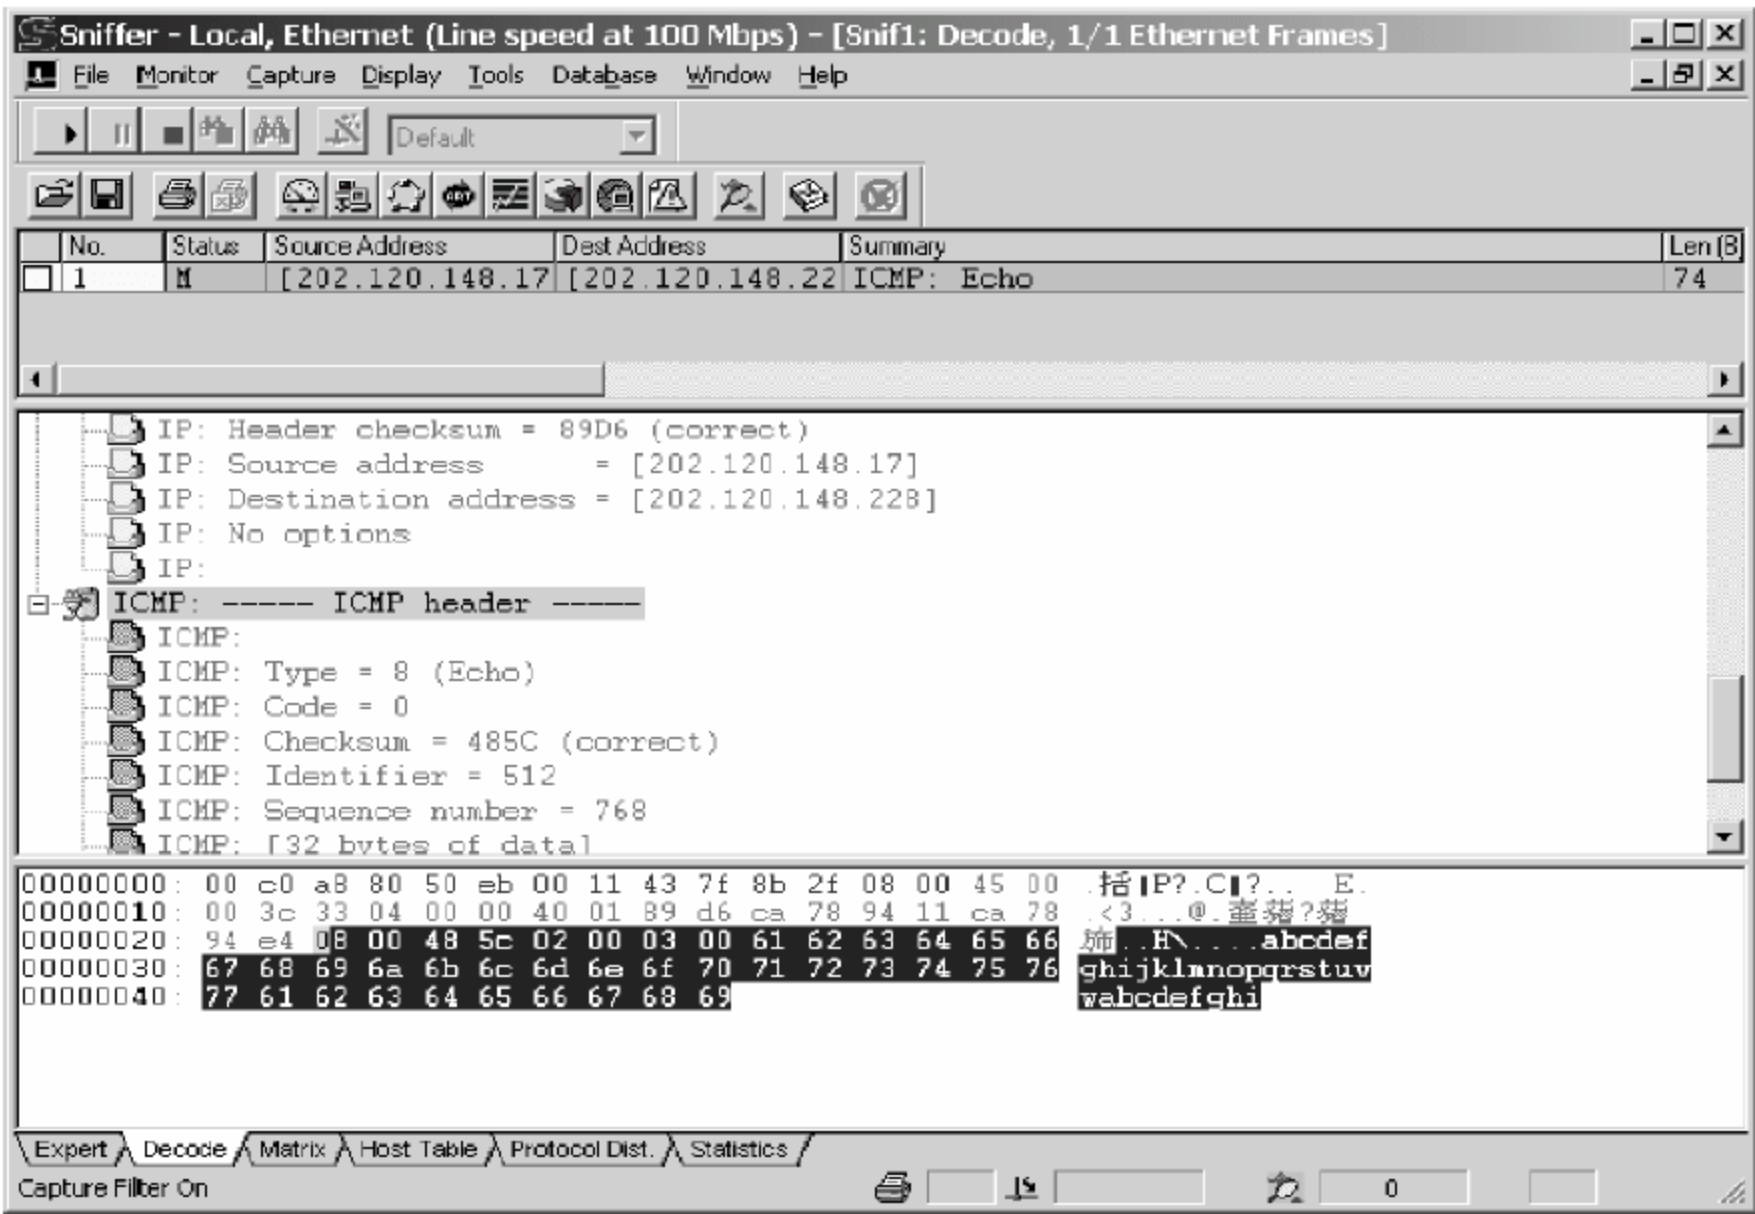 Sniffer - Local, Ethernet (Line speed at 100 Mbps) - [Snif1: Decode, 1/1 Ethernet Frames]
File Monitor Capture Display Tools Database Window Help
Default
No. Status Source Address Dest Address Summary Len (B
1 M [202.120.148.17 [202.120.148.22 ICMP: Echo 74
IP: Header checksum = 89D6 (correct)
IP: Source address = [202.120.148.17]
IP: Destination address = [202.120.148.228]
IP: No options
IP:
ICMP: ----- ICMP header -----
ICMP:
ICMP: Type = 8 (Echo)
ICMP: Code = 0
ICMP: Checksum = 485C (correct)
ICMP: Identifier = 512
ICMP: Sequence number = 768
ICMP: [32 bytes of data]
00000000: 00 c0 a8 80 50 eb 00 11 43 7f 8b 2f 08 00 45 00 .括 P?.C ?.. E.
00000010: 00 3c 33 04 00 00 40 01 89 d6 ca 78 94 11 ca 78 .<3...@. ?
00000020: 94 e4 08 00 48 5c 02 00 03 00 61 62 63 64 65 66 ..H\....abcdef
00000030: 67 68 69 6a 6b 6c 6d 6e 6f 70 71 72 73 74 75 76 ghijklmnopqrstuv
00000040: 77 61 62 63 64 65 66 67 68 69 wabcdefghi
Expert Decode Matrix Host Table Protocol Dist. Statistics
Capture Filter On 0